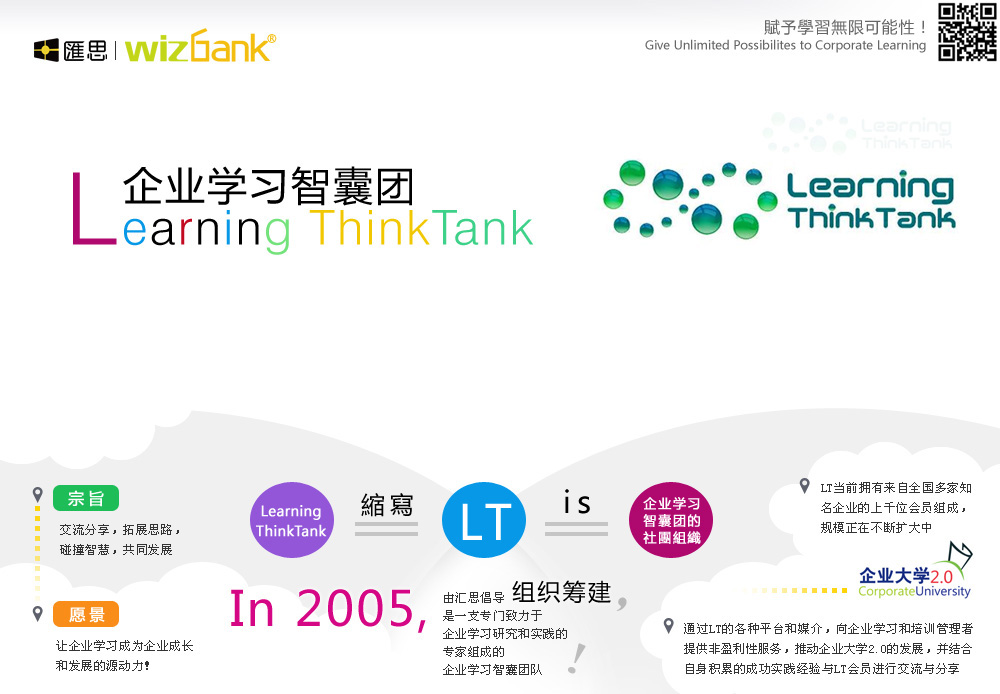 匯思 wizbank®
賦予學習無限可能性！
Give Unlimited Possibilites to Corporate Learning
企业学习智囊团
Learning ThinkTank
Learning
ThinkTank
Learning
ThinkTank
宗旨
交流分享，拓展思路，
碰撞智慧，共同发展
愿景
让企业学习成为企业成长
和发展的源动力!
Learning
ThinkTank
縮寫
LT
is
企业学习
智囊团的
社團組織
In 2005,
由汇思倡导 组织筹建，
是一支专门致力于
企业学习研究和实践的
专家组成的
企业学习智囊团队 !
LT当前拥有来自全国多家知
名企业的上千位会员组成，
规模正在不断扩大中
企业大学2.0
CorporateUniversity
通过LT的各种平台和媒介，向企业学习和培训管理者
提供非盈利性服务，推动企业大学2.0的发展，并结合
自身积累的成功实践经验与LT会员进行交流与分享